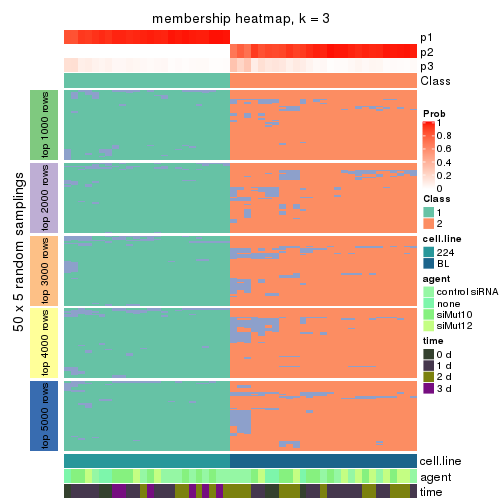 membership heatmap, k = 3
p1
p2
p3
Class
50 x 5 random samplings
top 1000 rows
top 2000 rows
top 3000 rows
top 4000 rows
top 5000 rows
cell.line
agent
time
Prob
1
0.8
0.6
0.4
0.2
0
Class
1
2
cell.line
224
BL
agent
control siRNA
none
siMut10
siMut12
time
0 d
1 d
2 d
3 d